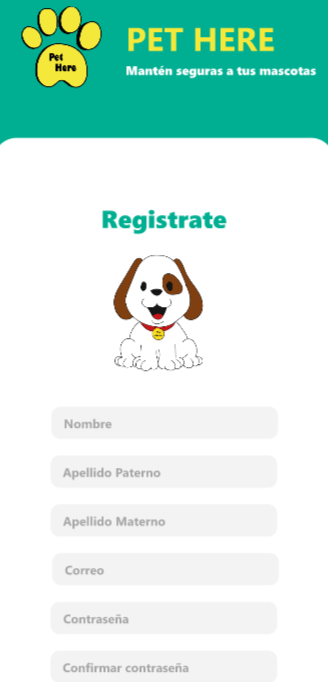 Pet
Here
PET HERE
Mantén seguras a tus mascotas
Registrate
Nombre
Apellido Paterno
Apellido Materno
Correo
Contraseña
Confirmar contraseña